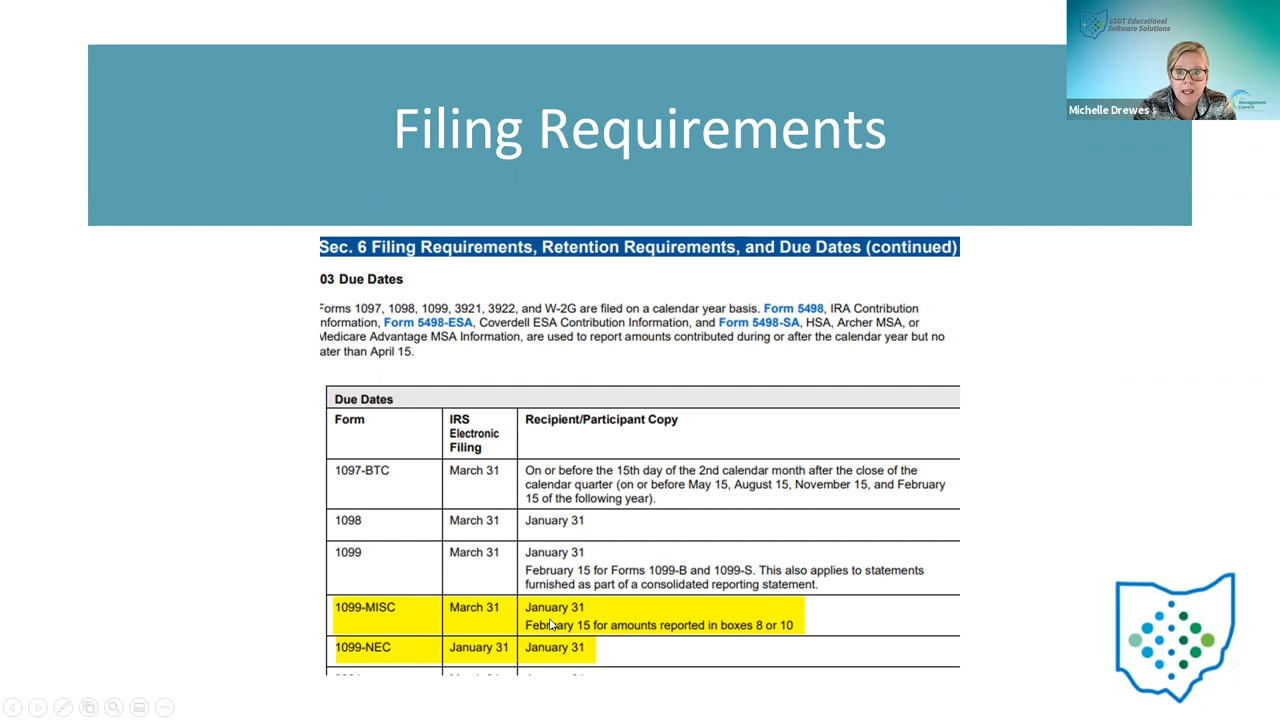 ESDT Educational
Software Solutions
Management
Council
Michelle Drewes
Filing Requirements
Sec. 6 Filing Requirements, Retention Requirements, and Due Dates (continued)
03 Due Dates
Forms 1097, 1098, 1099, 3921, 3922, and W-2G are filed on a calendar year basis. Form 5498, IRA Contribution
nformation, Form 5498-ESA, Coverdell ESA Contribution Information, and Form 5498-SA, HSA, Archer MSA, or
Medicare Advantage MSA Information, are used to report amounts contributed during or after the calendar year but no
ater than April 15.
Due Dates
Form
IRS
Electronic
Filing
Recipient/Participant Copy
1097-BTC
March 31
On or before the 15th day of the 2nd calendar month after the close of the
calendar quarter (on or before May 15, August 15, November 15, and February
15 of the following year).
1098
March 31
January 31
1099
March 31
January 31
February 15 for Forms 1099-B and 1099-S. This also applies to statements
furnished as part of a consolidated reporting statement.
1099-MISC
March 31
January 31
February 15 for amounts reported in boxes 8 or 10
1099-NEC
January 31
January 31